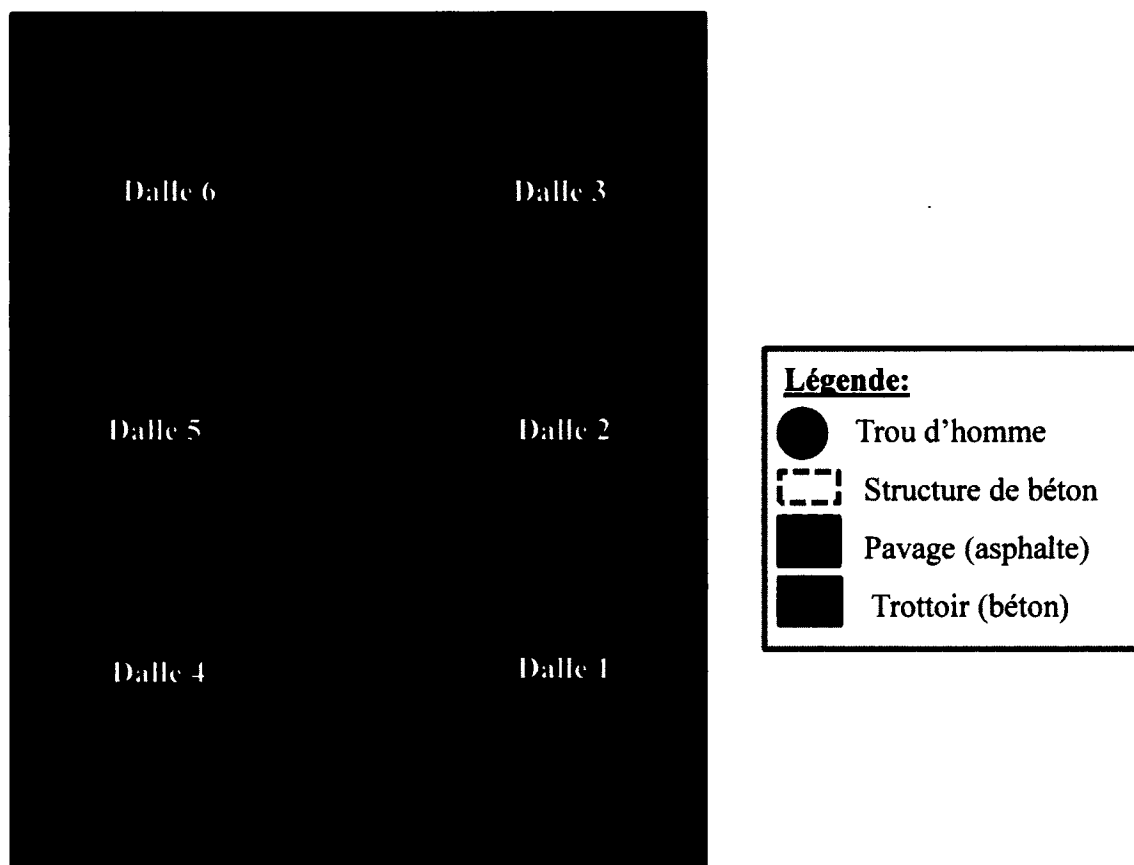 Dalle 6
Dalle 3
Dalle 5
Dalle 2
Dalle 4
Dalle 1
Légende:
Trou d'homme
Structure de béton
Pavage (asphalte)
Trottoir (béton)